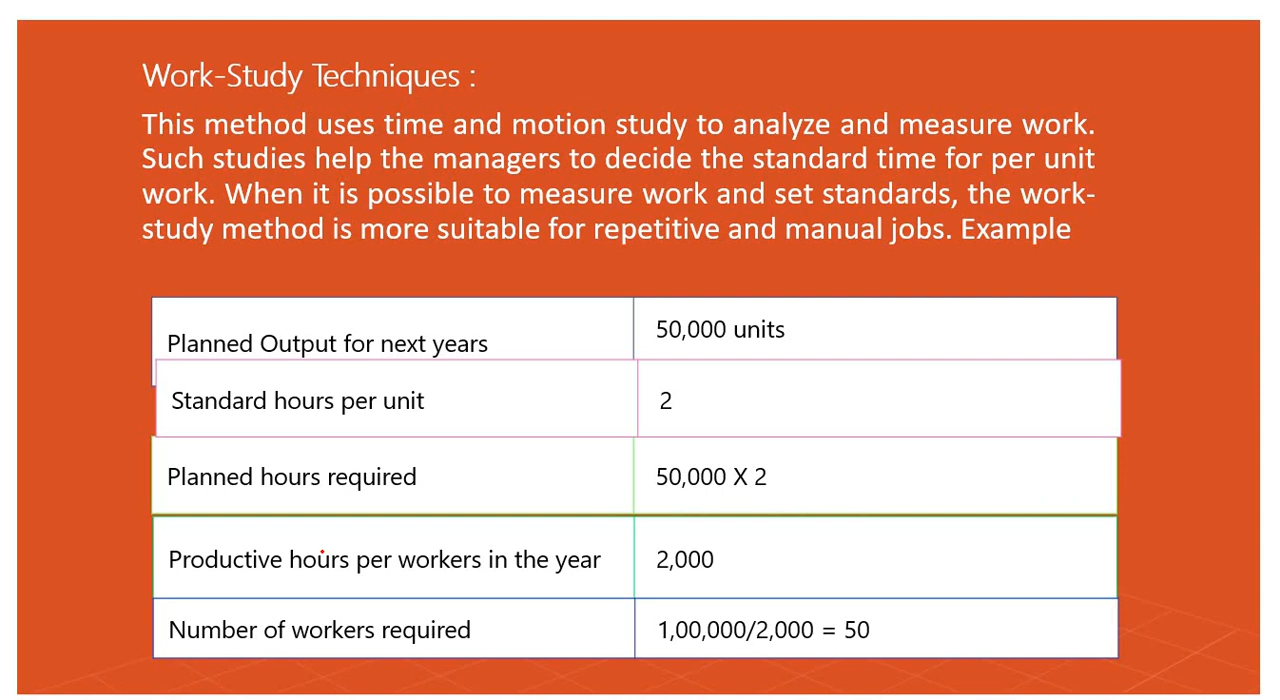 Work-Study Techniques :
This method uses time and motion study to analyze and measure work.
Such studies help the managers to decide the standard time for per unit
work. When it is possible to measure work and set standards, the work-
study method is more suitable for repetitive and manual jobs. Example
Planned Output for next years 50,000 units
Standard hours per unit 2
Planned hours required 50,000 X 2
Productive hours per workers in the year 2,000
Number of workers required 1,00,000/2,000 = 50